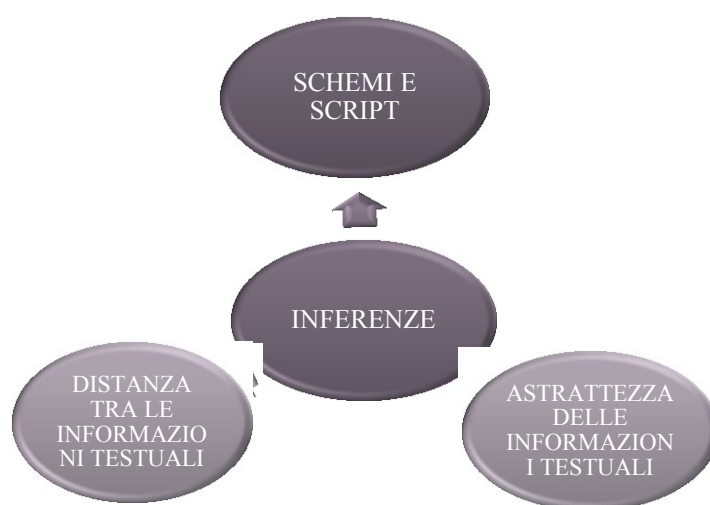 SCHEMI E
SCRIPT
INFERENZE
DISTANZA
TRA LE
INFORMAZIO
NI TESTUALI
ASTRATTEZZA
DELLE
INFORMAZION
I TESTUALI